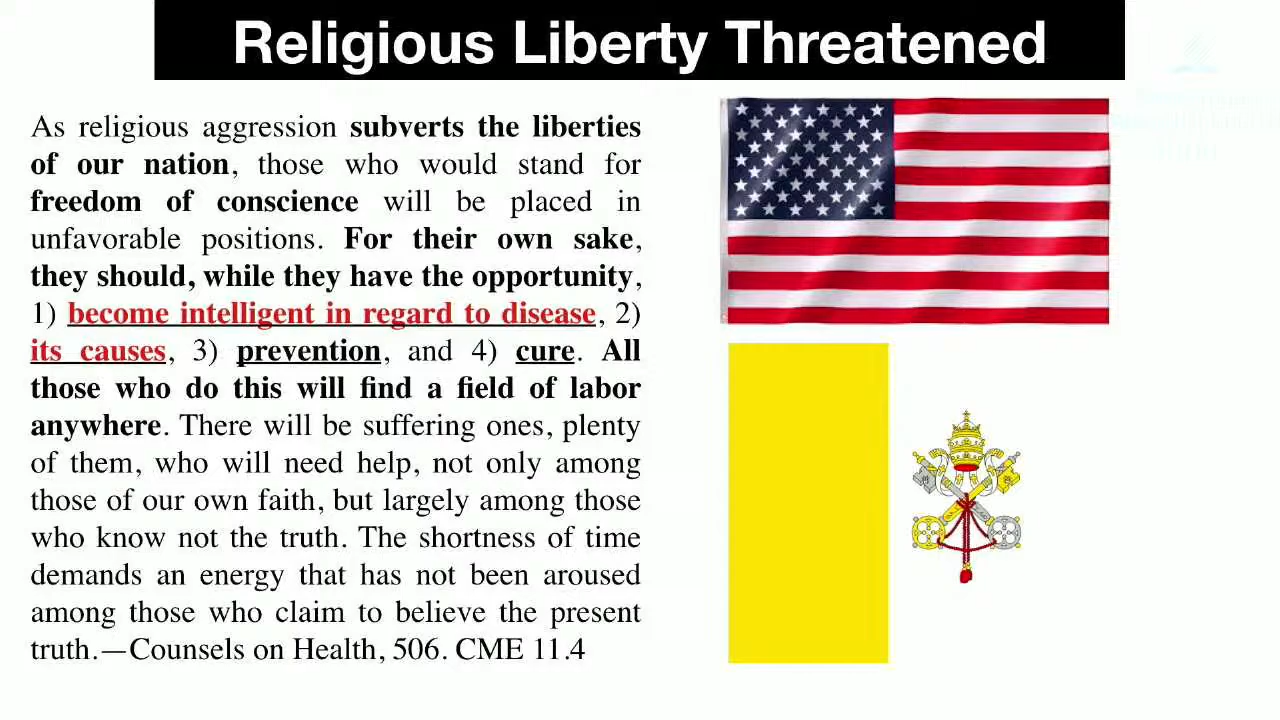 Religious Liberty Threatened
As religious aggression subverts the liberties
of our nation, those who would stand for
freedom of conscience will be placed in
unfavorable positions. For their own sake,
they should, while they have the opportunity,
1) become intelligent in regard to disease, 2)
its causes, 3) prevention, and 4) cure. All
those who do this will find a field of labor
anywhere. There will be suffering ones, plenty
of them, who will need help, not only among
those of our own faith, but largely among those
who know not the truth. The shortness of time
demands an energy that has not been aroused
among those who claim to believe the present
truth.—Counsels on Health, 506. CME 11.4